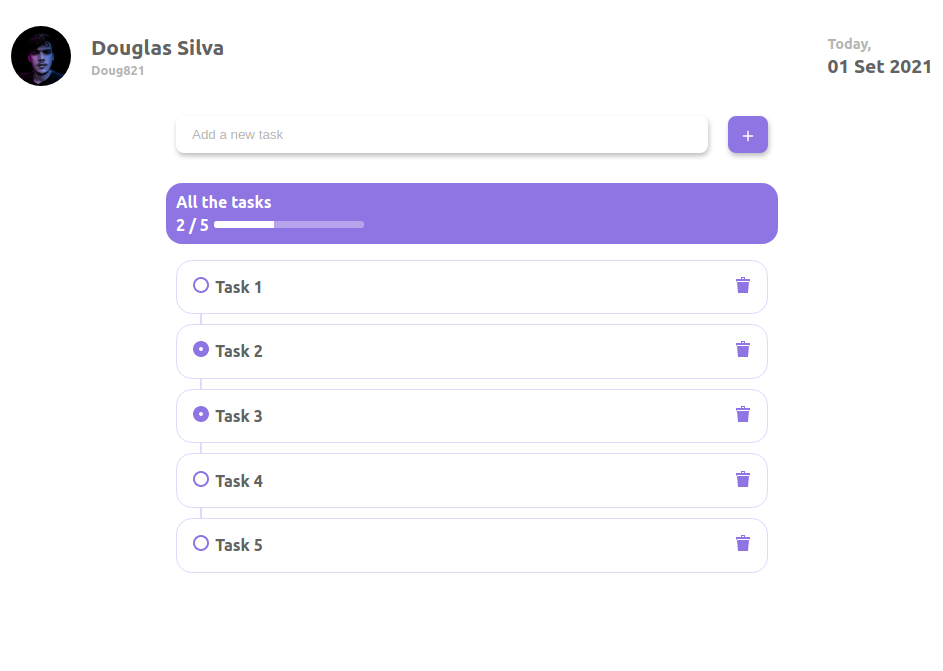 Douglas Silva
Doug821
Today,
01 Set 2021
Add a new task
+
All the tasks
2 / 5
Task 1
Task 2
Task 3
Task 4
Task 5